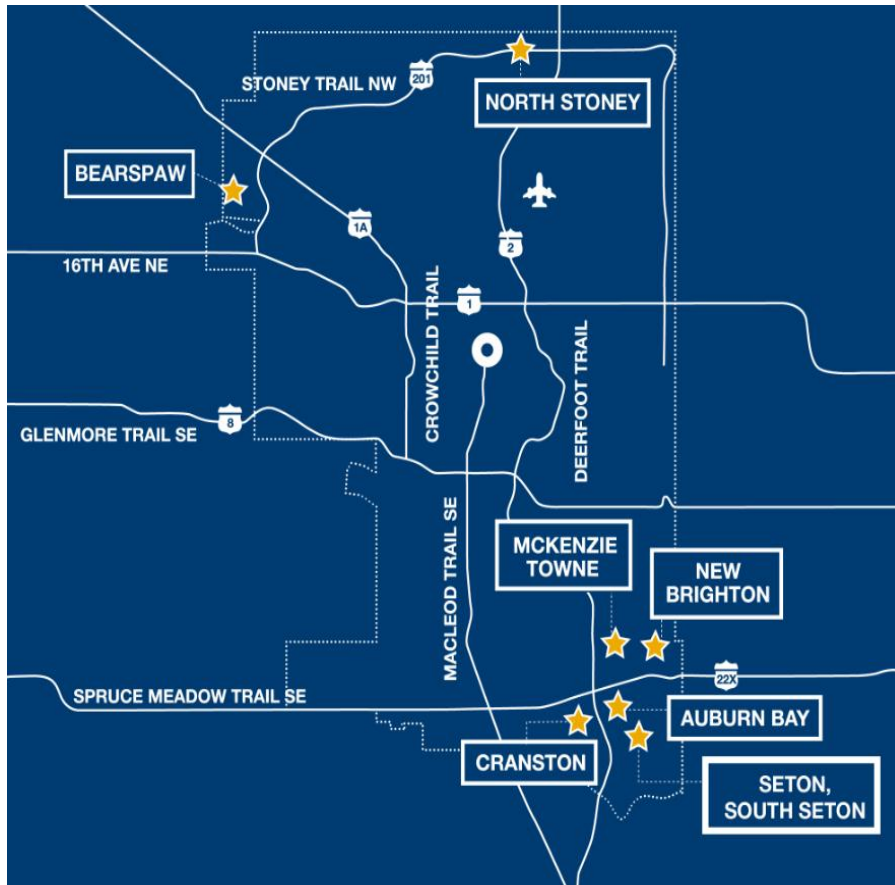 STONEY TRAIL NW
201
NORTH STONEY
BEARSPAW
1A
2
16TH AVE NE
1
CROWCHILD TRAIL
DEERFOOT TRAIL
8
GLENMORE TRAIL SE
MACLEOD TRAIL SE
MCKENZIE
TOWNE
NEW
BRIGHTON
22X
SPRUCE MEADOW TRAIL SE
AUBURN BAY
CRANSTON
SETON,
SOUTH SETON